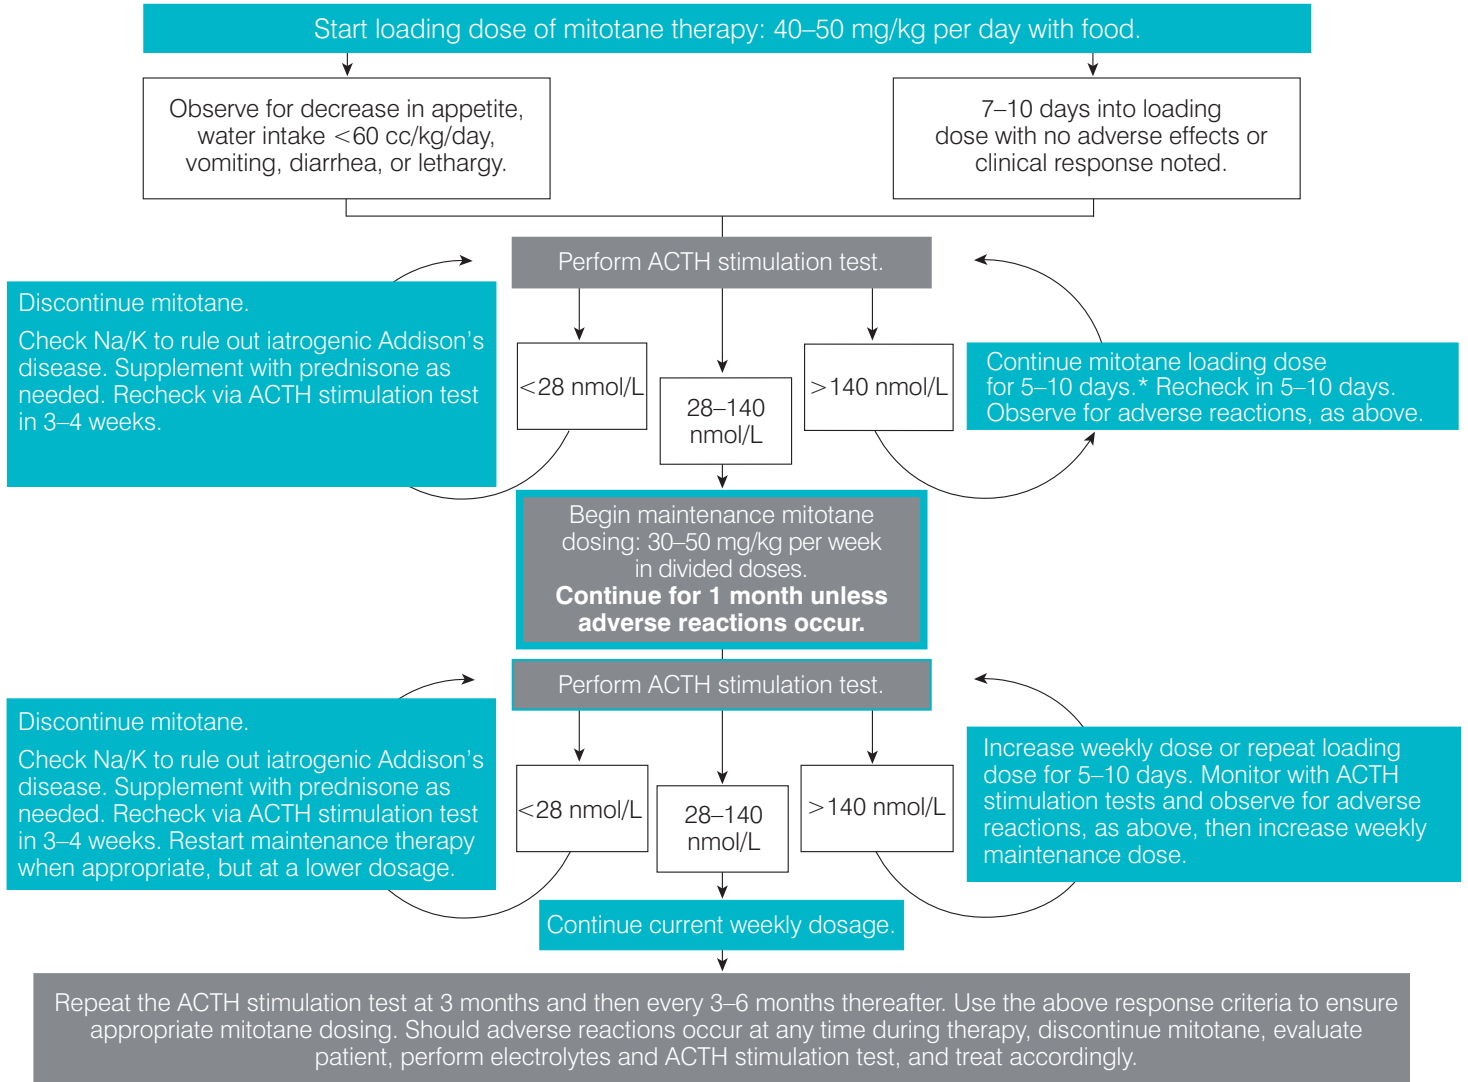 Start loading dose of mitotane therapy: 40–50 mg/kg per day with food.
Observe for decrease in appetite,
water intake <60 cc/kg/day,
vomiting, diarrhea, or lethargy.
7–10 days into loading
dose with no adverse effects or
clinical response noted.
Perform ACTH stimulation test.
Discontinue mitotane.
Check Na/K to rule out iatrogenic Addison’s
disease. Supplement with prednisone as
needed. Recheck via ACTH stimulation test
in 3–4 weeks.
<28 nmol/L
28–140
nmol/L
>140 nmol/L
Continue mitotane loading dose
for 5–10 days.* Recheck in 5–10 days.
Observe for adverse reactions, as above.
Begin maintenance mitotane
dosing: 30–50 mg/kg per week
in divided doses.
Continue for 1 month unless
adverse reactions occur.
Perform ACTH stimulation test.
Discontinue mitotane.
Check Na/K to rule out iatrogenic Addison’s
disease. Supplement with prednisone as
needed. Recheck via ACTH stimulation test
in 3–4 weeks. Restart maintenance therapy
when appropriate, but at a lower dosage.
<28 nmol/L
28–140
nmol/L
>140 nmol/L
Increase weekly dose or repeat loading
dose for 5–10 days. Monitor with ACTH
stimulation tests and observe for adverse
reactions, as above, then increase weekly
maintenance dose.
Continue current weekly dosage.
Repeat the ACTH stimulation test at 3 months and then every 3–6 months thereafter. Use the above response criteria to ensure
appropriate mitotane dosing. Should adverse reactions occur at any time during therapy, discontinue mitotane, evaluate
patient, perform electrolytes and ACTH stimulation test, and treat accordingly.